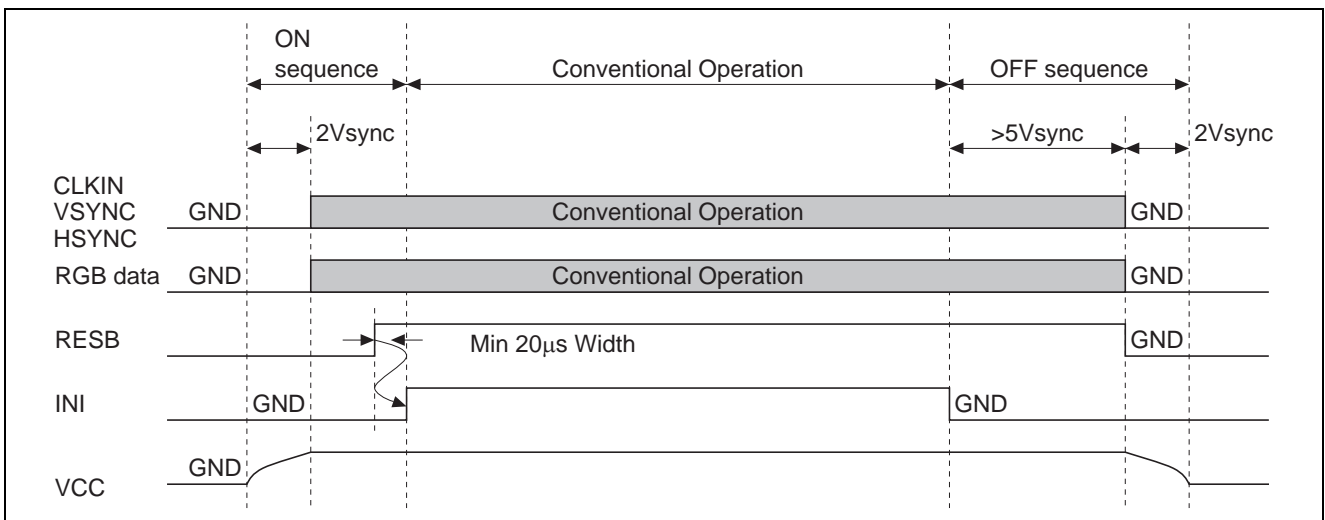 ON
sequence
Conventional Operation
OFF sequence
2Vsync
>5Vsync
2Vsync
CLKIN
VSYNC
HSYNC
GND
Conventional Operation
GND
RGB data
GND
Conventional Operation
GND
RESB
Min 20μs Width
GND
INI
GND
GND
VCC
GND